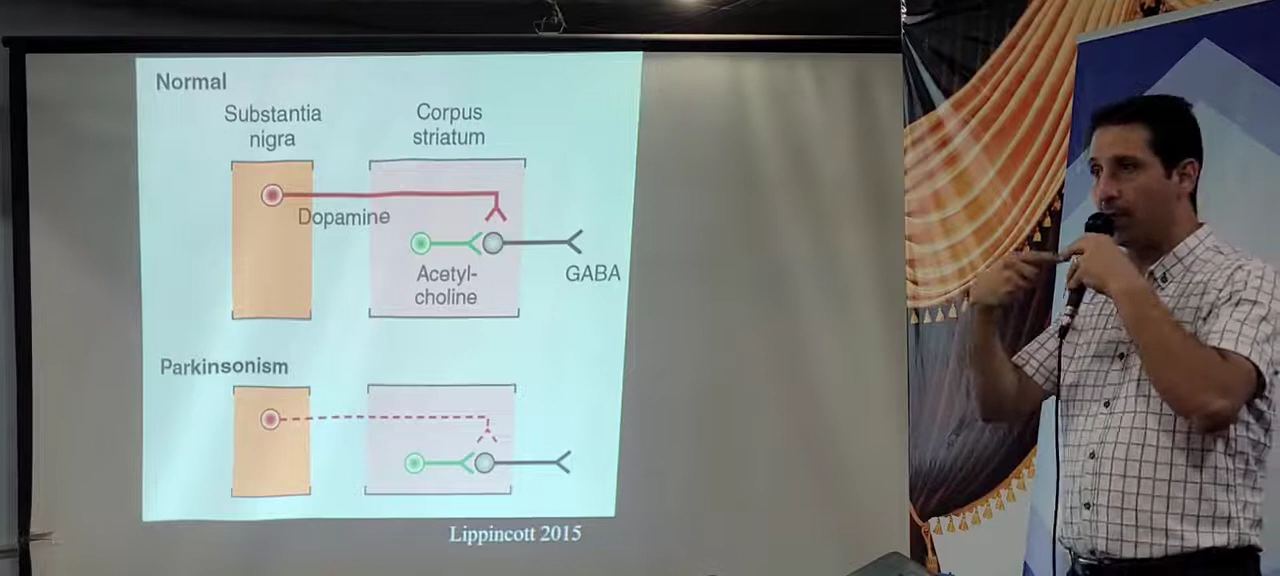 Normal
Substantia
nigra
Corpus
striatum
Dopamine
Acetyl-
choline
GABA
Parkinsonism
Lippincott 2015